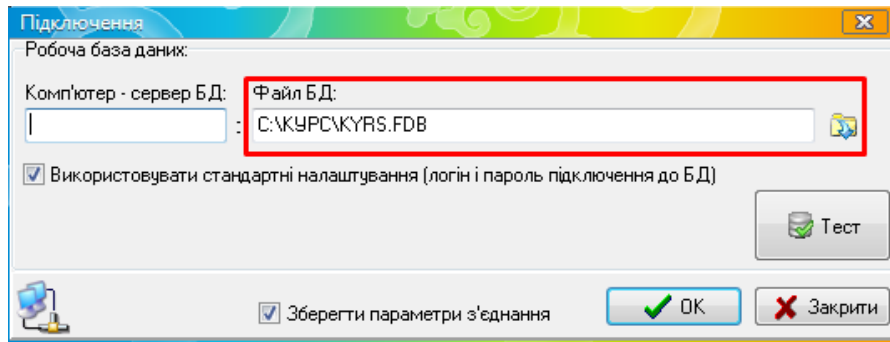 Підключення
Робоча база даних:
Комп'ютер - сервер БД: Файл БД:
: C:\КУРС\KYRS.FDB
Використовувати стандартні налаштування (логін і пароль підключення до БД)
Тест
Зберегти параметри з'єднання OK Закрити